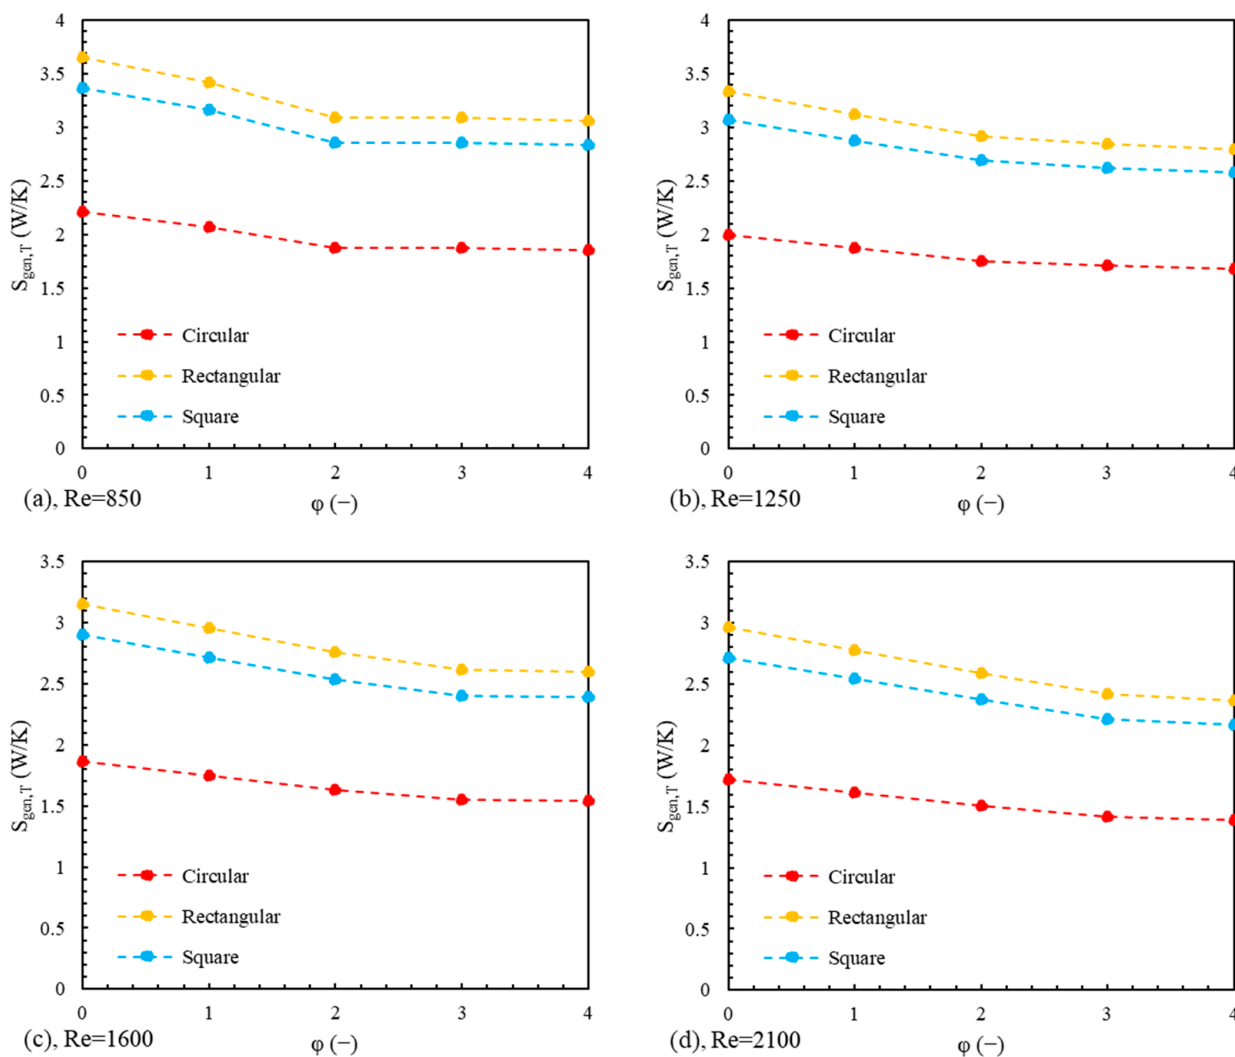 4
3.5
3
2.5
2
1.5
1
0.5
0
S_gen,T (W/K)
Circular
Rectangular
Square
0 1 2 3 4
(a), Re=850
φ (−)
4
3.5
3
2.5
2
1.5
1
0.5
0
S_gen,T (W/K)
Circular
Rectangular
Square
0 1 2 3 4
(b), Re=1250
φ (−)
3.5
3
2.5
2
1.5
1
0.5
0
S_gen,T (W/K)
Circular
Rectangular
Square
0 1 2 3 4
(c), Re=1600
φ (−)
3.5
3
2.5
2
1.5
1
0.5
0
S_gen,T (W/K)
Circular
Rectangular
Square
0 1 2 3 4
(d), Re=2100
φ (−)